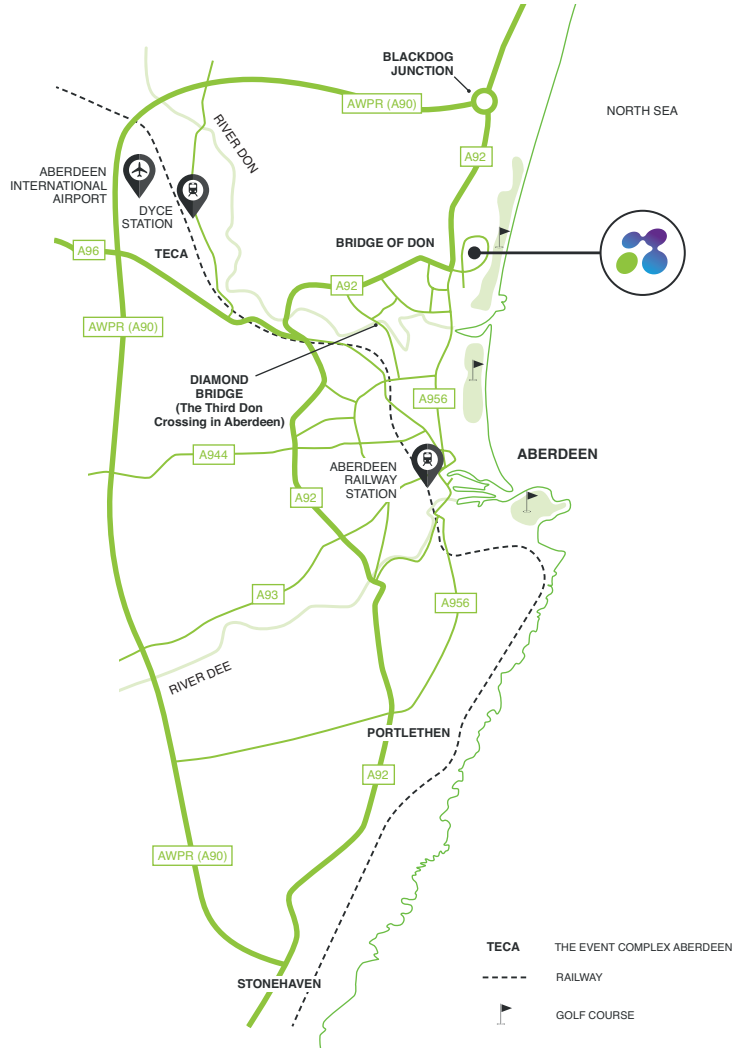 BLACKDOG
JUNCTION
AWPR (A90)
NORTH SEA
RIVER DON
A92
ABERDEEN
INTERNATIONAL
AIRPORT
DYCE
STATION
BRIDGE OF DON
TECA
A96
A92
AWPR (A90)
DIAMOND
BRIDGE
(The Third Don
Crossing in Aberdeen)
A956
A944
ABERDEEN
RAILWAY
STATION
ABERDEEN
A92
A93
A956
RIVER DEE
PORTLETHEN
A92
AWPR (A90)
STONEHAVEN
TECA THE EVENT COMPLEX ABERDEEN
RAILWAY
GOLF COURSE